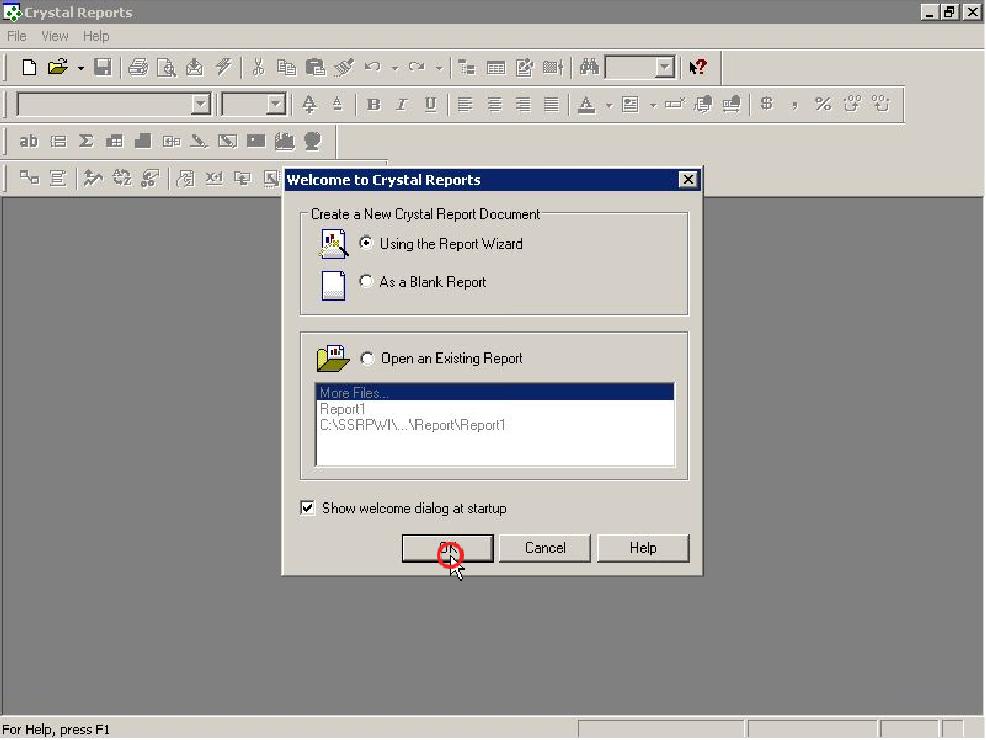 Crystal Reports
File View Help
B I U $ , %
ab Σ
Welcome to Crystal Reports
Create a New Crystal Report Document
Using the Report Wizard
As a Blank Report
Open an Existing Report
More Files...
Report1
C:\SSRPWI\...\Report\Report1
Show welcome dialog at startup
OK Cancel Help
For Help, press F1